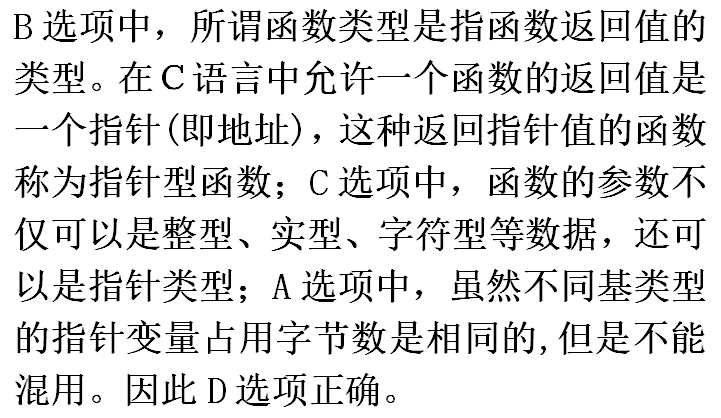 B选项中，所谓函数类型是指函数返回值的
类型。在C语言中允许一个函数的返回值是
一个指针(即地址)，这种返回指针值的函数
称为指针型函数；C选项中，函数的参数不
仅可以是整型、实型、字符型等数据，还可
以是指针类型；A选项中，虽然不同基类型
的指针变量占用字节数是相同的,但是不能
混用。因此D选项正确。